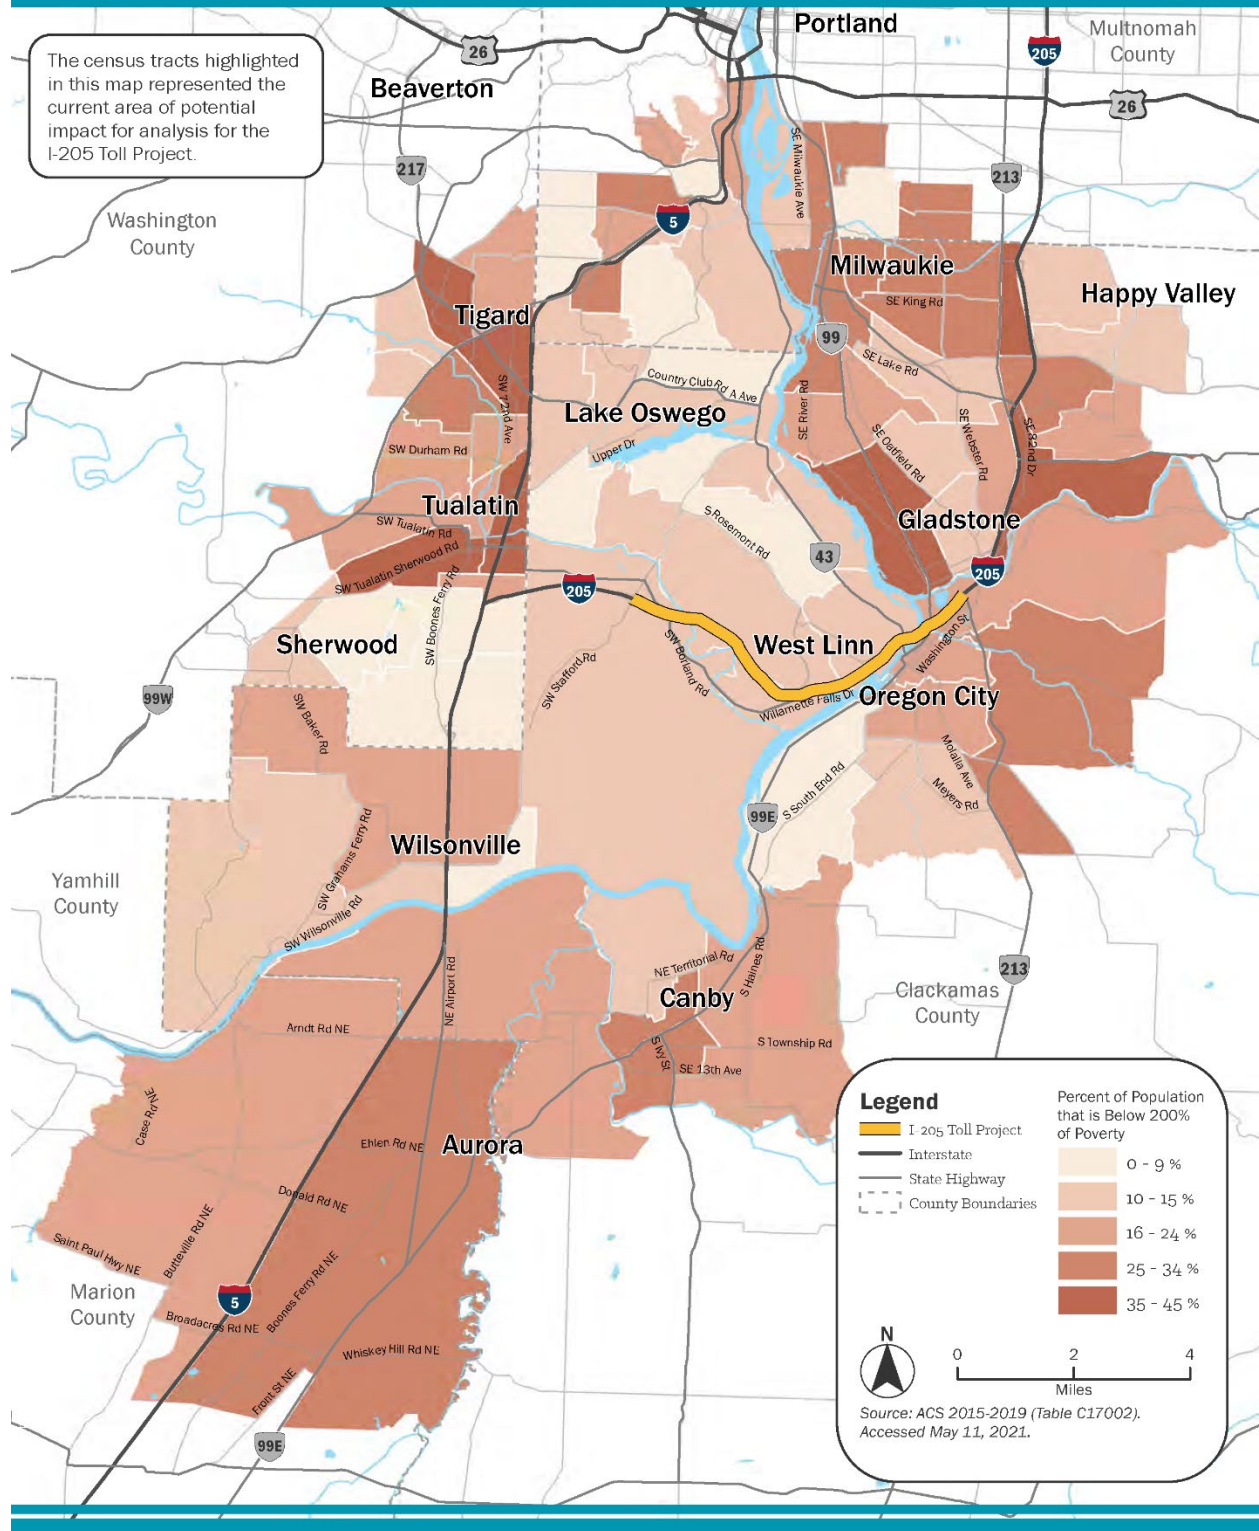 The census tracts highlighted
in this map represented the
current area of potential
impact for analysis for the
I-205 Toll Project.
Portland
Multnomah
County
26
205
Beaverton
26
217
213
SE Milwaukie Ave
Washington
County
5
Milwaukie
Happy Valley
SE King Rd
Tigard
99
SE Lake Rd
Country Club Rd
A Ave
SW 72nd Ave
Lake Oswego
SE River Rd
SE Oatfield Rd
SE Webster Rd
SE 82nd Dr
Upper Dr
SW Durham Rd
Tualatin
S Rosemont Rd
Gladstone
SW Tualatin Rd
SW Tualatin Sherwood Rd
43
205
205
SW Boones Ferry Rd
Sherwood
West Linn
Washington St
SW Stafford Rd
SW Borland Rd
Willamette Falls Dr
Oregon City
99W
SW Baker Rd
Molalla Ave
Meyers Rd
S South End Rd
99E
Wilsonville
SW Grahams Ferry Rd
Yamhill
County
SW Wilsonville Rd
NE Territorial Rd
S Haines Rd
213
NE Airport Rd
Canby
Clackamas
County
Arndt Rd NE
S Ivy St
S Township Rd
SE 13th Ave
Case Rd NE
Ehlen Rd NE
Aurora
Donald Rd NE
Butteville Rd NE
Saint Paul Hwy NE
Boones Ferry Rd NE
Marion
County
5
Broadacres Rd NE
Whiskey Hill Rd NE
Front St NE
99E
Legend
I-205 Toll Project
Interstate
State Highway
County Boundaries
Percent of Population
that is Below 200%
of Poverty
0 - 9 %
10 - 15 %
16 - 24 %
25 - 34 %
35 - 45 %
N
0 2 4
Miles
Source: ACS 2015-2019 (Table C17002).
Accessed May 11, 2021.